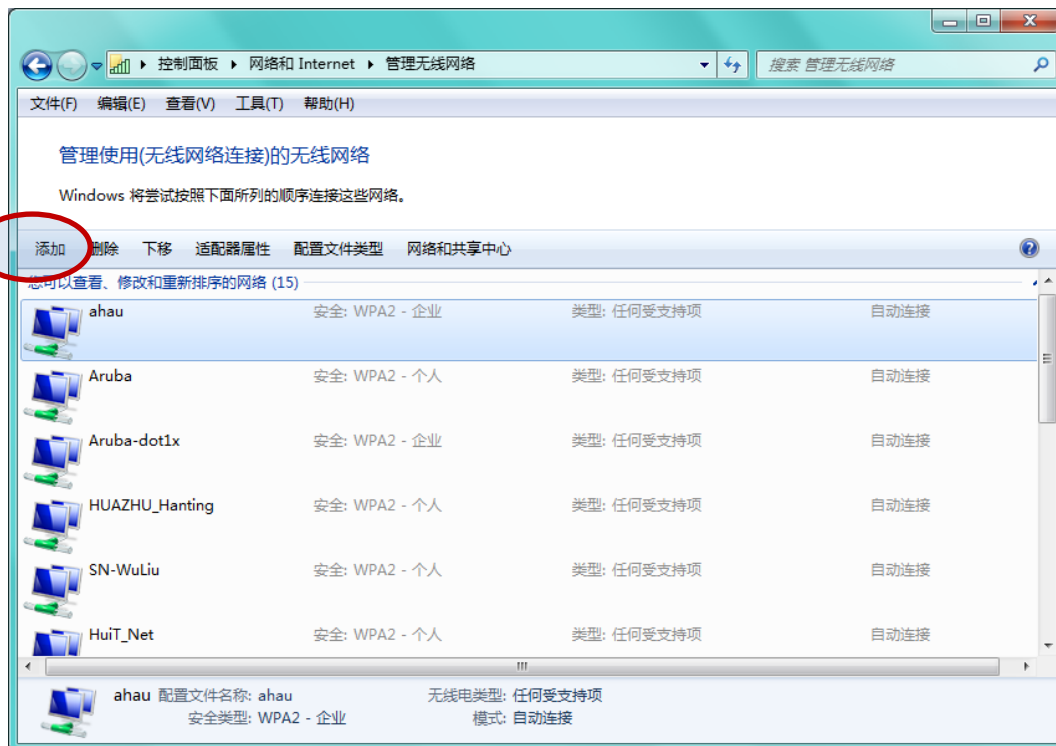 控制面板 网络和 Internet 管理无线网络 搜索 管理无线网络
文件(F) 编辑(E) 查看(V) 工具(T) 帮助(H)
管理使用(无线网络连接)的无线网络
Windows 将尝试按照下面所列的顺序连接这些网络。
添加 删除 下移 适配器属性 配置文件类型 网络和共享中心
您可以查看、修改和重新排序的网络 (15)
ahau 安全: WPA2 - 企业 类型: 任何受支持项 自动连接
Aruba 安全: WPA2 - 个人 类型: 任何受支持项 自动连接
Aruba-dot1x 安全: WPA2 - 企业 类型: 任何受支持项 自动连接
HUAZHU_Hanting 安全: WPA2 - 个人 类型: 任何受支持项 自动连接
SN-WuLiu 安全: WPA2 - 个人 类型: 任何受支持项 自动连接
HuiT_Net 安全: WPA2 - 个人 类型: 任何受支持项 自动连接
ahau 配置文件名称: ahau 无线电类型: 任何受支持项
安全类型: WPA2 - 企业 模式: 自动连接